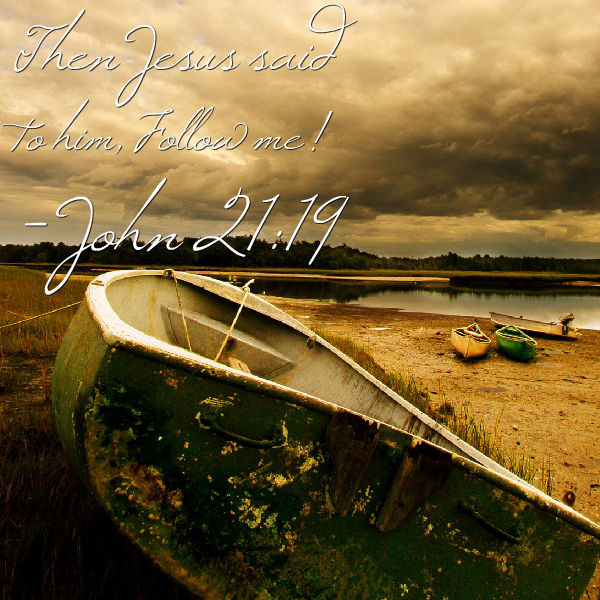 Then Jesus said
to him, Follow me!
-John 21:19